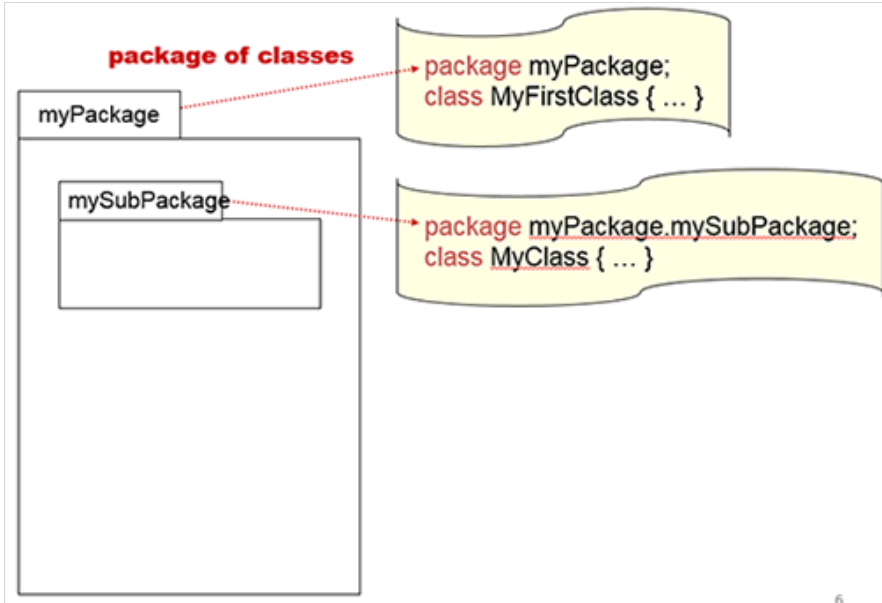 package of classes
package myPackage;
class MyFirstClass { ... }
myPackage
mySubPackage
package myPackage.mySubPackage;
class MyClass { ... }
6